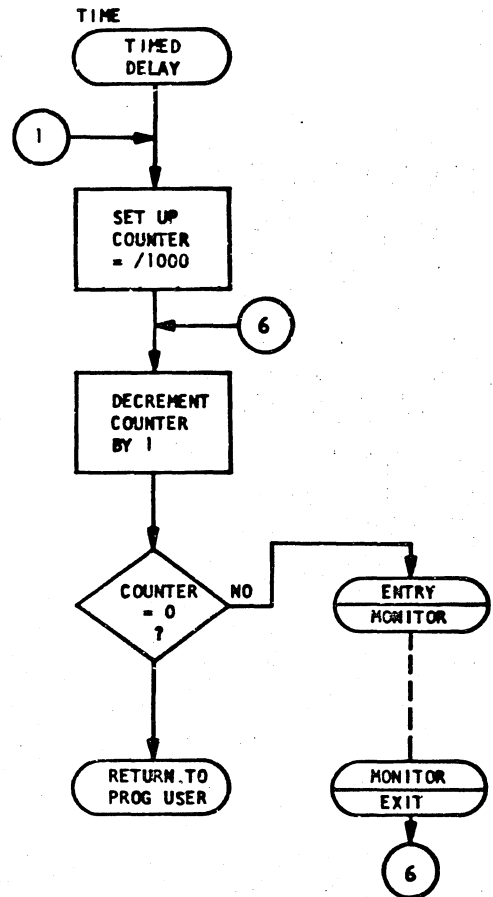 TIME
TIMED
DELAY
1
SET UP
COUNTER
= /1000
6
DECREMENT
COUNTER
BY 1
COUNTER
= 0
?
NO
ENTRY
MONITOR
RETURN TO
PROG USER
MONITOR
EXIT
6